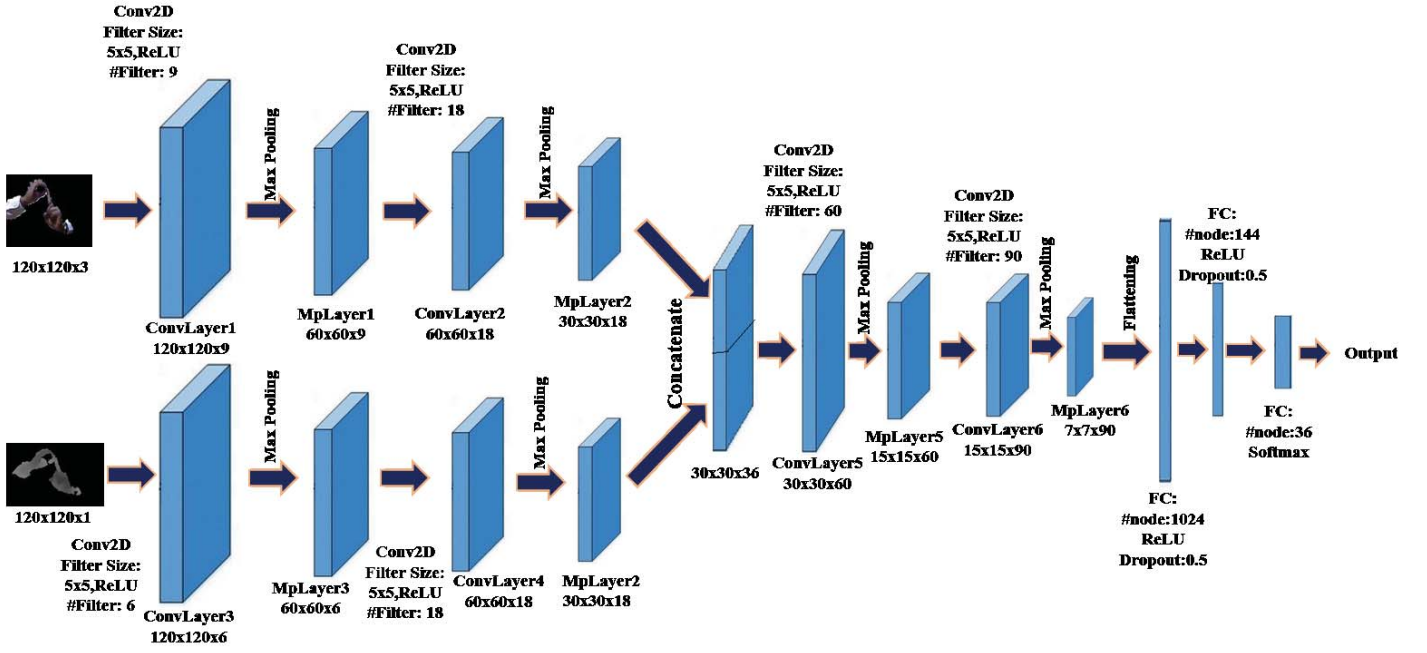 Conv2D
Filter Size:
5x5,ReLU
#Filter: 9
120x120x3
ConvLayer1
120x120x9
Max Pooling
MpLayer1
60x60x9
Conv2D
Filter Size:
5x5,ReLU
#Filter: 18
ConvLayer2
60x60x18
Max Pooling
MpLayer2
30x30x18
120x120x1
Conv2D
Filter Size:
5x5,ReLU
#Filter: 6
ConvLayer3
120x120x6
Max Pooling
MpLayer3
60x60x6
Conv2D
Filter Size:
5x5,ReLU
#Filter: 18
ConvLayer4
60x60x18
Max Pooling
MpLayer2
30x30x18
Concatenate
30x30x36
Conv2D
Filter Size:
5x5,ReLU
#Filter: 60
ConvLayer5
30x30x60
Max Pooling
MpLayer5
15x15x60
Conv2D
Filter Size:
5x5,ReLU
#Filter: 90
ConvLayer6
15x15x90
Max Pooling
MpLayer6
7x7x90
Flattening
FC:
#node:1024
ReLU
Dropout:0.5
FC:
#node:144
ReLU
Dropout:0.5
FC:
#node:36
Softmax
Output